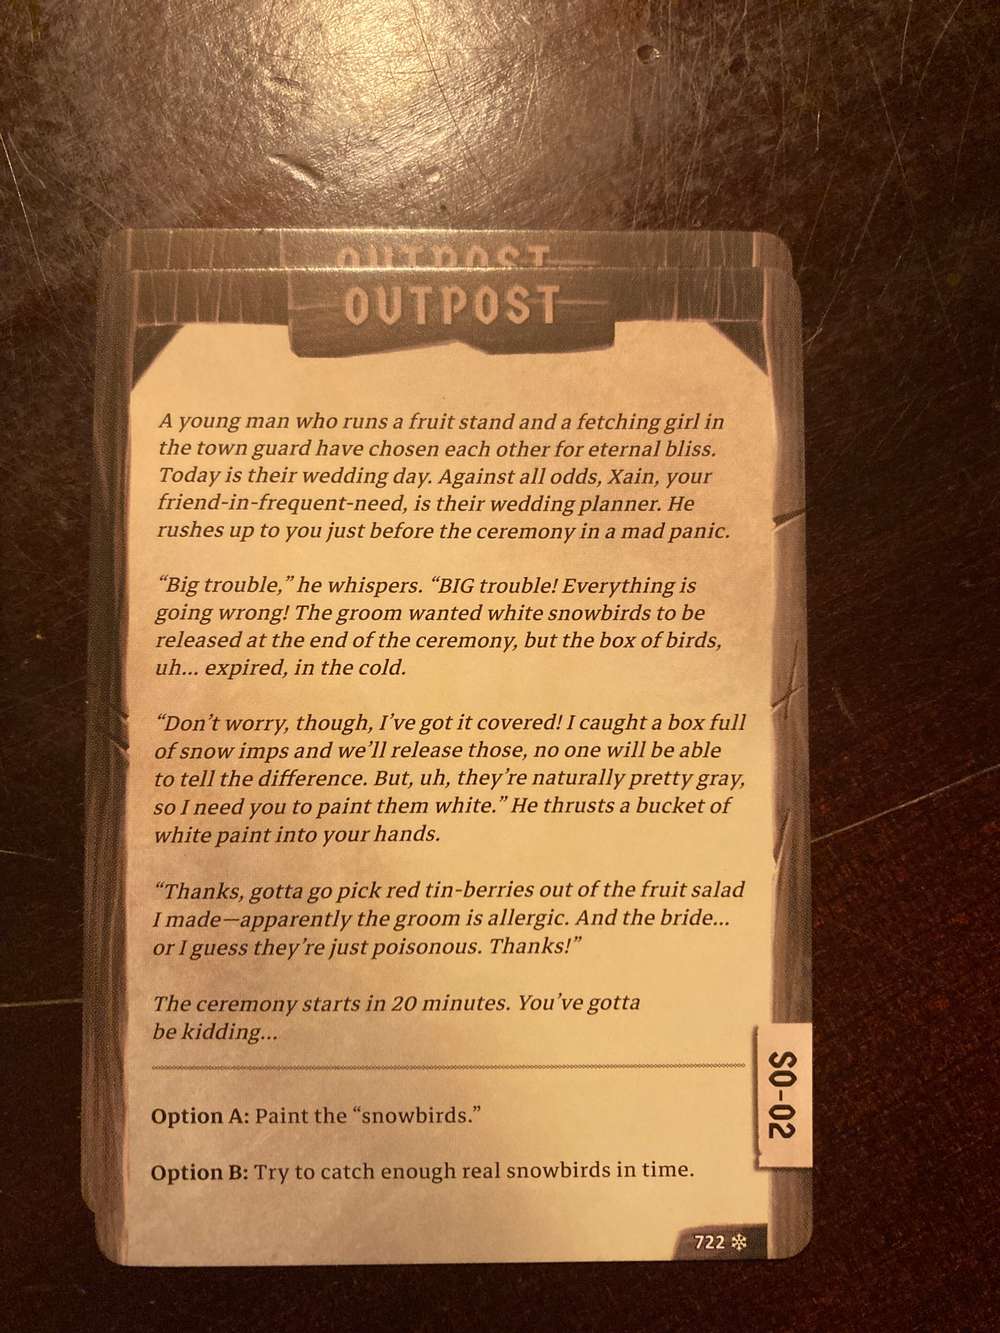 OUTPOST
OUTPOST
A young man who runs a fruit stand and a fetching girl in
the town guard have chosen each other for eternal bliss.
Today is their wedding day. Against all odds, Xain, your
friend-in-frequent-need, is their wedding planner. He
rushes up to you just before the ceremony in a mad panic.
“Big trouble,” he whispers. “BIG trouble! Everything is
going wrong! The groom wanted white snowbirds to be
released at the end of the ceremony, but the box of birds,
uh... expired, in the cold.
“Don’t worry, though, I’ve got it covered! I caught a box full
of snow imps and we’ll release those, no one will be able
to tell the difference. But, uh, they’re naturally pretty gray,
so I need you to paint them white.” He thrusts a bucket of
white paint into your hands.
“Thanks, gotta go pick red tin-berries out of the fruit salad
I made—apparently the groom is allergic. And the bride...
or I guess they’re just poisonous. Thanks!”
The ceremony starts in 20 minutes. You’ve gotta
be kidding...
Option A: Paint the “snowbirds.”
Option B: Try to catch enough real snowbirds in time.
SO-02
722